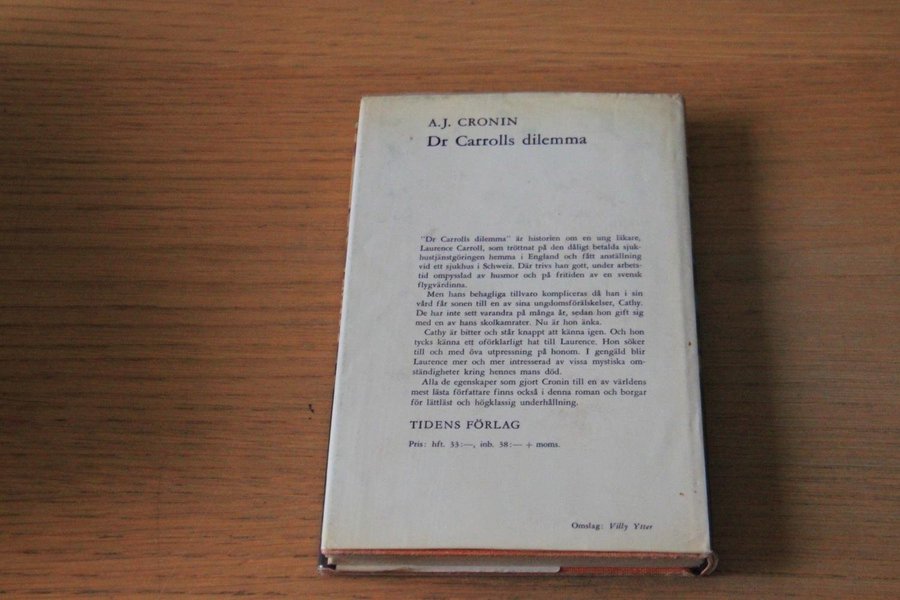 A.J. CRONIN
Dr Carrolls dilemma
"Dr Carrolls dilemma" är historien om en ung läkare,
Laurence Carroll, som tröttnat på den dåligt betalda sjuk-
hustjänstgöringen hemma i England och fått anställning
vid ett sjukhus i Schweiz. Där trivs han gott, under arbets-
tid ompysslad av husmor och på fritiden av en svensk
flygvärdinna.
Men hans behagliga tillvaro kompliceras då han i sin
vård får sonen till en av sina ungdomsförälskelser, Cathy.
De har inte sett varandra på många år, sedan hon gift sig
med en av hans skolkamrater. Nu är hon änka.
Cathy är bitter och står knappt att känna igen. Och hon
tycks känna ett oförklarligt hat till Laurence. Hon söker
till och med öva utpressning på honom. I gengäld blir
Laurence mer och mer intresserad av vissa mystiska om-
ständigheter kring hennes mans död.
Alla de egenskaper som gjort Cronin till en av världens
mest lästa författare finns också i denna roman och borgar
för lättläst och högklassig underhållning.
TIDENS FÖRLAG
Pris: hft. 33:—, inb. 38:— + moms.
Omslag: Villy Ytter